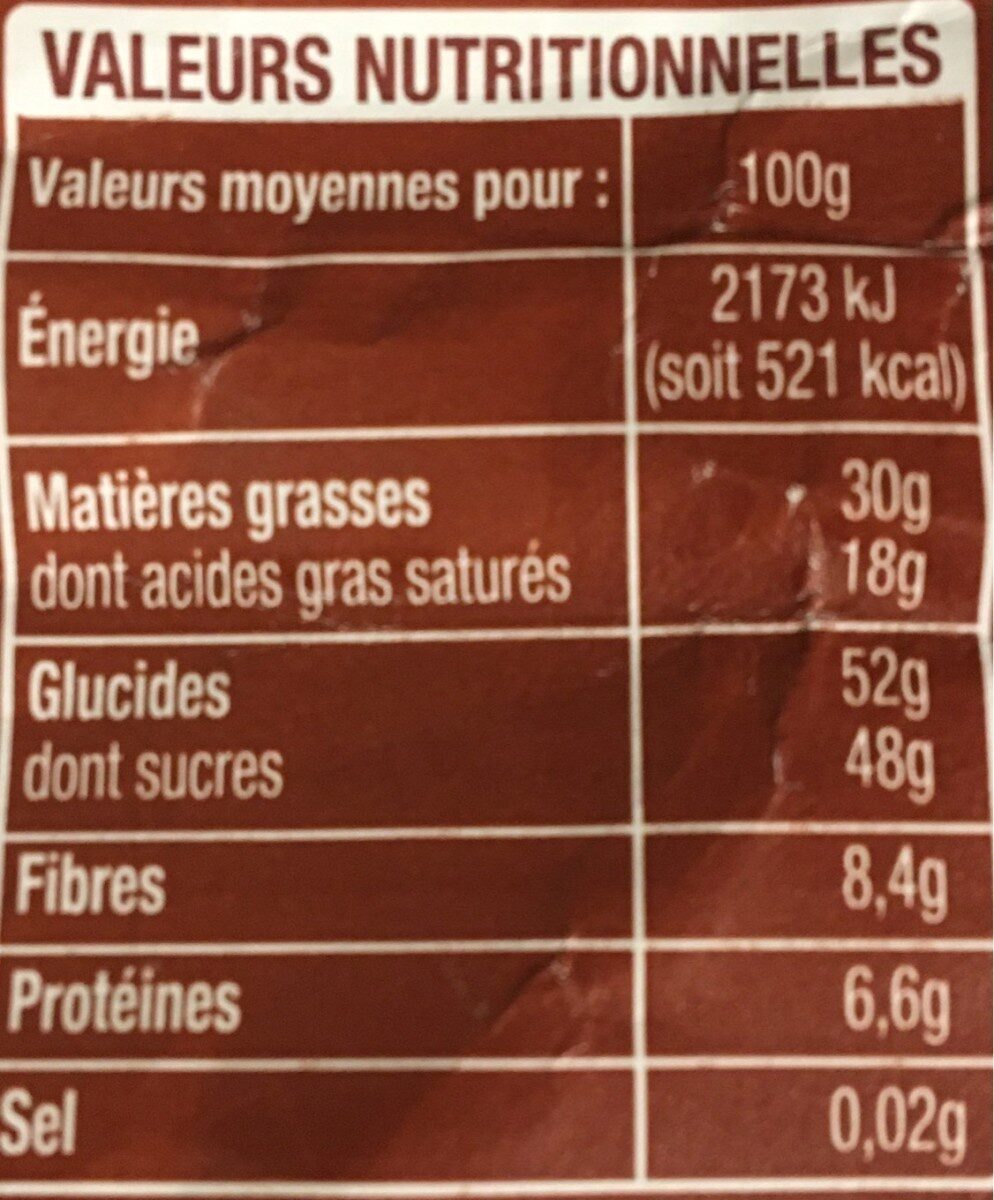 VALEURS NUTRITIONNELLES
Valeurs moyennes pour : 100g
Énergie 2173 kJ
(soit 521 kcal)
Matières grasses 30g
dont acides gras saturés 18g
Glucides 52g
dont sucres 48g
Fibres 8,4g
Protéines 6,6g
Sel 0,02g